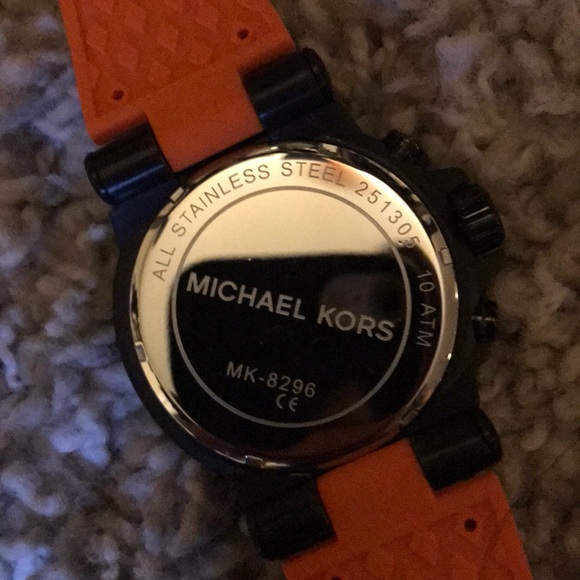 ALL STAINLESS STEEL 251305 10 ATM
MICHAEL KORS
MK-8296
CE